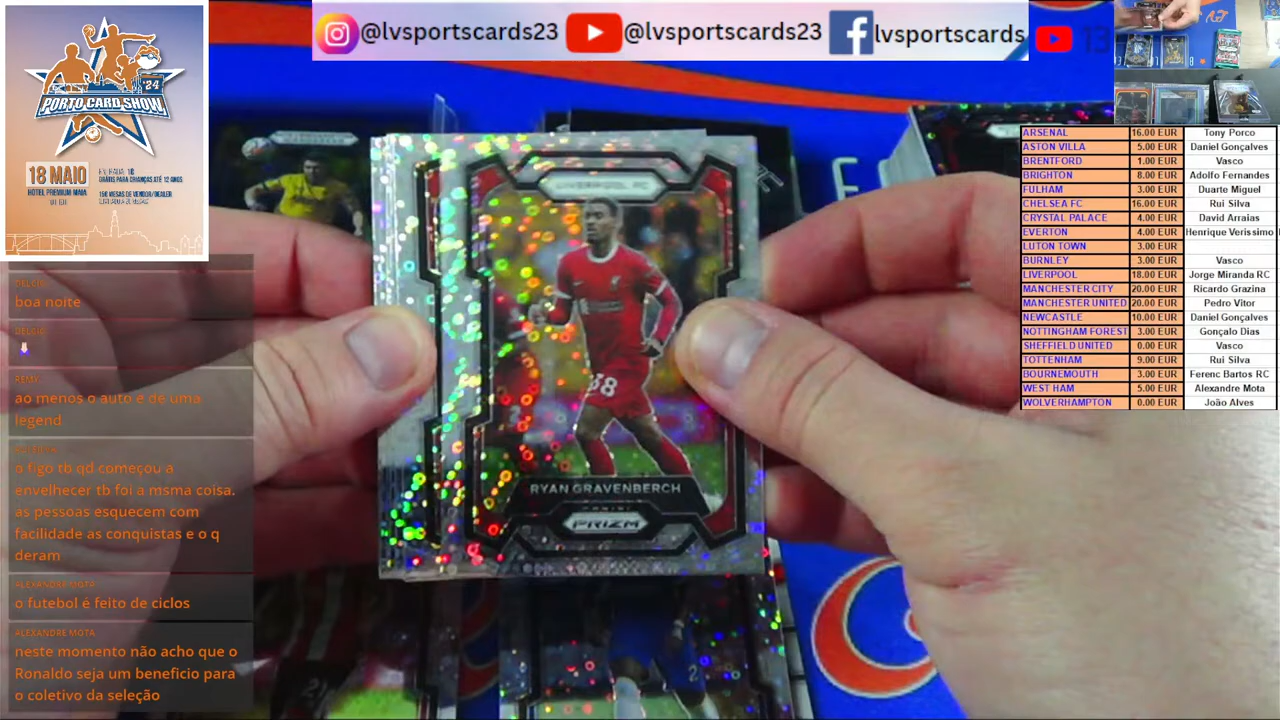 @lvsportscards23
@lvsportscards23
lvsportscards
13
'24
PORTO CARD SHOW
18 MAIO
HOTEL PREMIUM MAIA
boa noite
REMY
ao menos o auto é de uma
legend
o figo tb qd começou a
envelhecer tb foi a msma coisa.
as pessoas esquecem com
facilidade as conquistas e o q
deram
ALEXANDRE MOTA
o futebol é feito de ciclos
ALEXANDRE MOTA
neste momento não acho que o
Ronaldo seja um beneficio para
o coletivo da seleção
LIVERPOOL FC
38
RYAN GRAVENBERCH
PANINI
PRIZM
ARSENAL 16.00 EUR Tony Porco
ASTON VILLA 5.00 EUR Daniel Gonçalves
BRENTFORD 1.00 EUR Vasco
BRIGHTON 8.00 EUR Adolfo Fernandes
FULHAM 3.00 EUR Duarte Miguel
CHELSEA FC 16.00 EUR Rui Silva
CRYSTAL PALACE 4.00 EUR David Arraias
EVERTON 4.00 EUR Henrique Verissimo
LUTON TOWN 3.00 EUR
BURNLEY 3.00 EUR Vasco
LIVERPOOL 18.00 EUR Jorge Miranda RC
MANCHESTER CITY 20.00 EUR Ricardo Grazina
MANCHESTER UNITED 20.00 EUR Pedro Vitor
NEWCASTLE 10.00 EUR Daniel Gonçalves
NOTTINGHAM FOREST 3.00 EUR Gonçalo Dias
SHEFFIELD UNITED 0.00 EUR Vasco
TOTTENHAM 9.00 EUR Rui Silva
BOURNEMOUTH 3.00 EUR Ferenc Bartos RC
WEST HAM 5.00 EUR Alexandre Mota
WOLVERHAMPTON 0.00 EUR João Alves